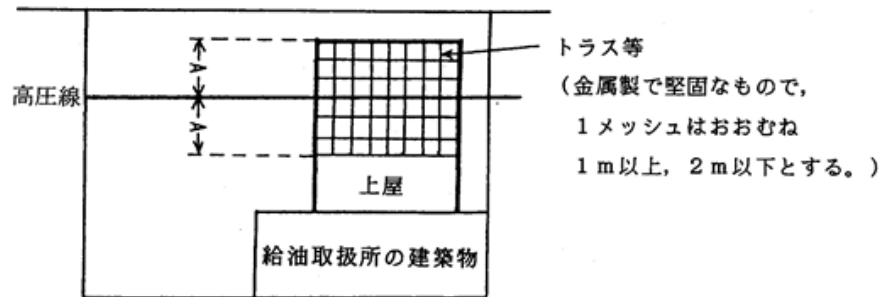 トラス等
(金属製で堅固なもので,
1メッシュはおおむね
1m以上,2m以下とする。)
高圧線
A
A
上屋
給油取扱所の建築物